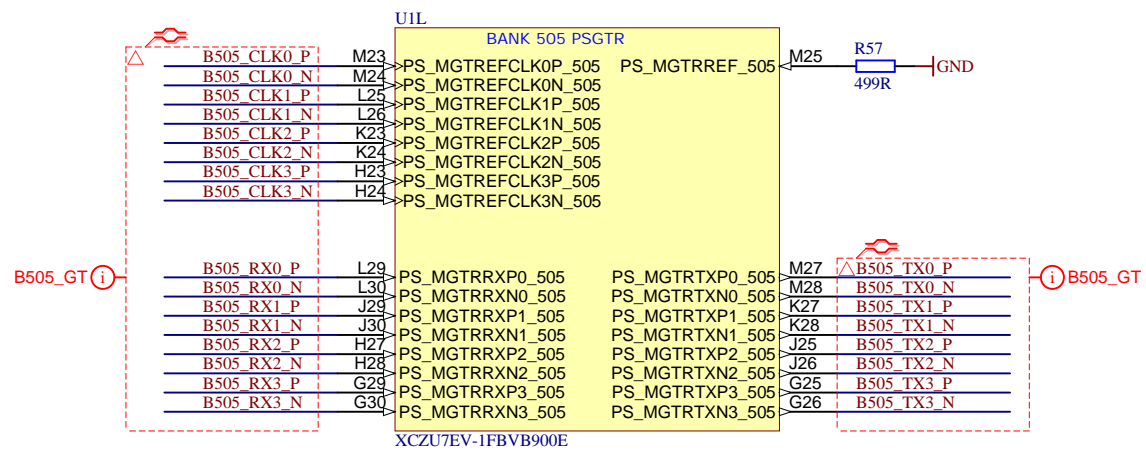 U1L
BANK 505 PSGTR
B505_CLK0_P M23 PS_MGTREFCLK0P_505 PS_MGTRREF_505 M25 R57 GND
499R
B505_CLK0_N M24 PS_MGTREFCLK0N_505
B505_CLK1_P L25 PS_MGTREFCLK1P_505
B505_CLK1_N L26 PS_MGTREFCLK1N_505
B505_CLK2_P K23 PS_MGTREFCLK2P_505
B505_CLK2_N K24 PS_MGTREFCLK2N_505
B505_CLK3_P H23 PS_MGTREFCLK3P_505
B505_CLK3_N H24 PS_MGTREFCLK3N_505
B505_GT i
B505_RX0_P L29 PS_MGTRRXP0_505 PS_MGTRTXP0_505 M27 B505_TX0_P
B505_RX0_N L30 PS_MGTRRXN0_505 PS_MGTRTXN0_505 M28 B505_TX0_N
B505_RX1_P J29 PS_MGTRRXP1_505 PS_MGTRTXP1_505 K27 B505_TX1_P
B505_RX1_N J30 PS_MGTRRXN1_505 PS_MGTRTXN1_505 K28 B505_TX1_N
B505_RX2_P H27 PS_MGTRRXP2_505 PS_MGTRTXP2_505 J25 B505_TX2_P
B505_RX2_N H28 PS_MGTRRXN2_505 PS_MGTRTXN2_505 J26 B505_TX2_N
B505_RX3_P G29 PS_MGTRRXP3_505 PS_MGTRTXP3_505 G25 B505_TX3_P
B505_RX3_N G30 PS_MGTRRXN3_505 PS_MGTRTXN3_505 G26 B505_TX3_N
i B505_GT
XCZU7EV-1FBVB900E